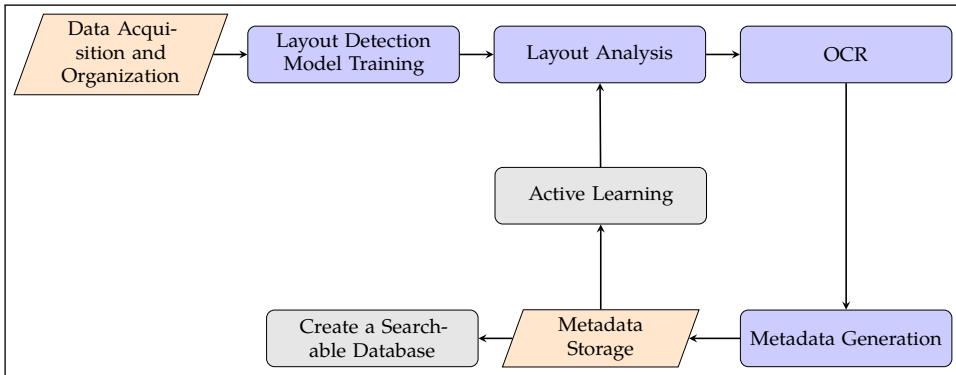 Data Acqui-
sition and
Organization
Layout Detection
Model Training
Layout Analysis
OCR
Active Learning
Create a Search-
able Database
Metadata
Storage
Metadata Generation